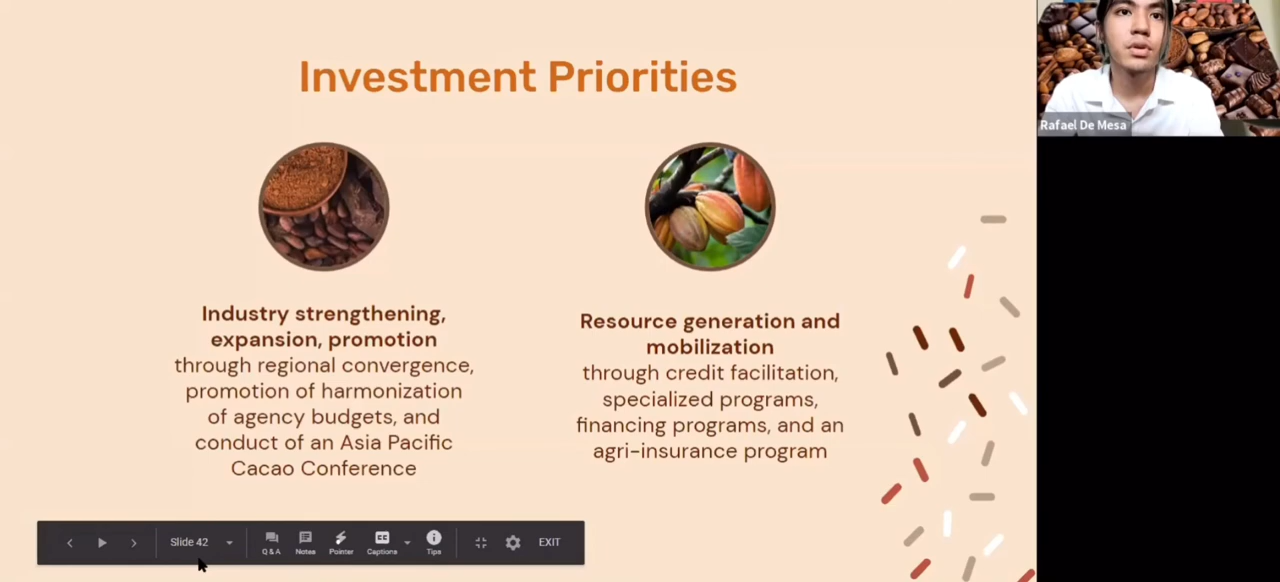 Investment Priorities
Rafael De Mesa
Industry strengthening,
expansion, promotion
through regional convergence,
promotion of harmonization
of agency budgets, and
conduct of an Asia Pacific
Cacao Conference
Resource generation and
mobilization
through credit facilitation,
specialized programs,
financing programs, and an
agri-insurance program
Slide 42
Q & A
Notes
Pointer
Captions
Tips
EXIT